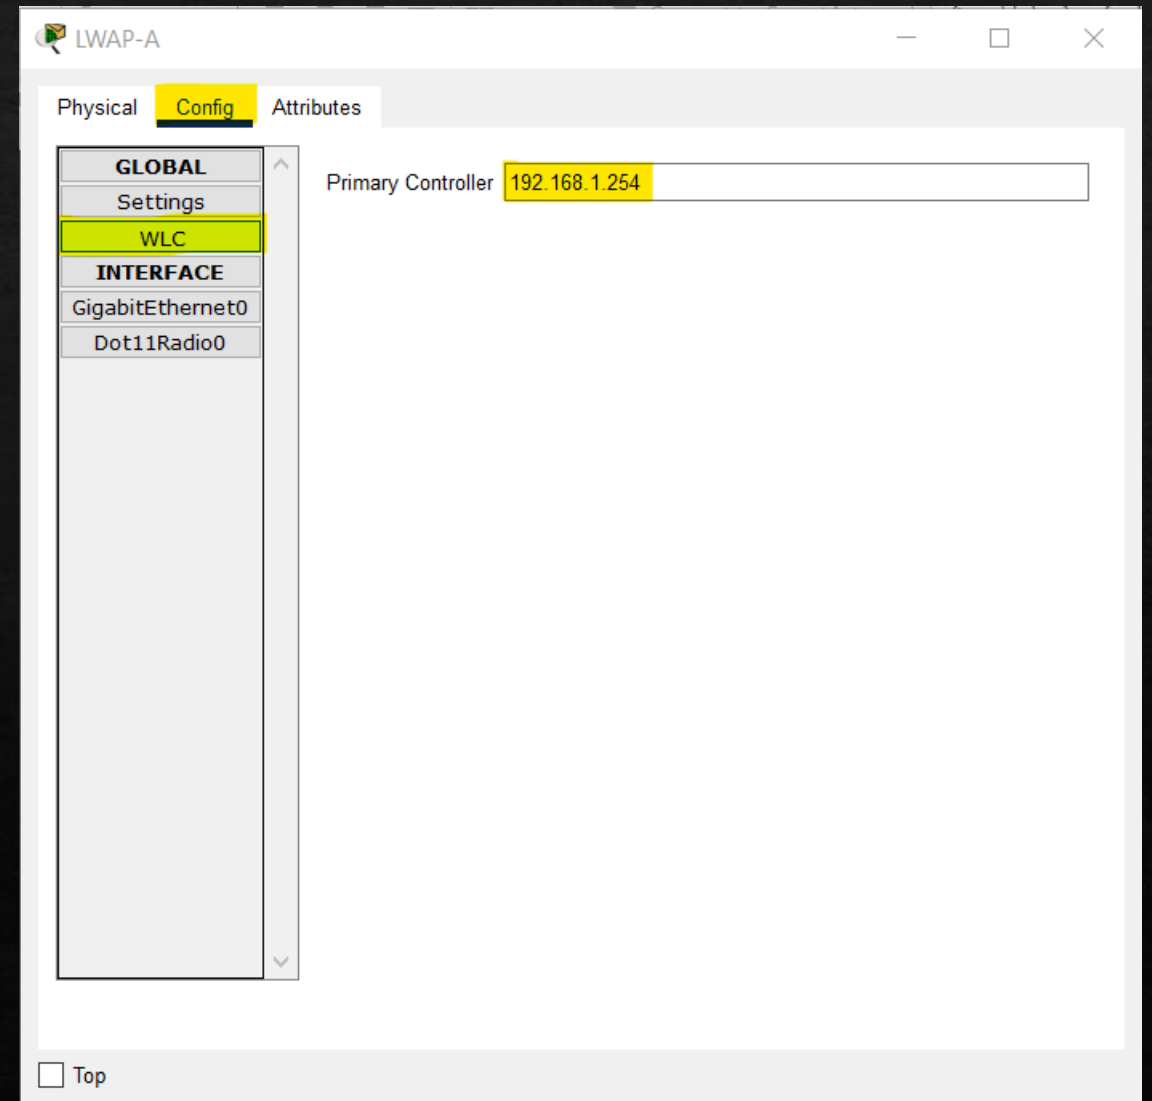 LWAP-A
Physical Config Attributes
GLOBAL
Settings
WLC
INTERFACE
GigabitEthernet0
Dot11Radio0
Primary Controller 192.168.1.254
Top